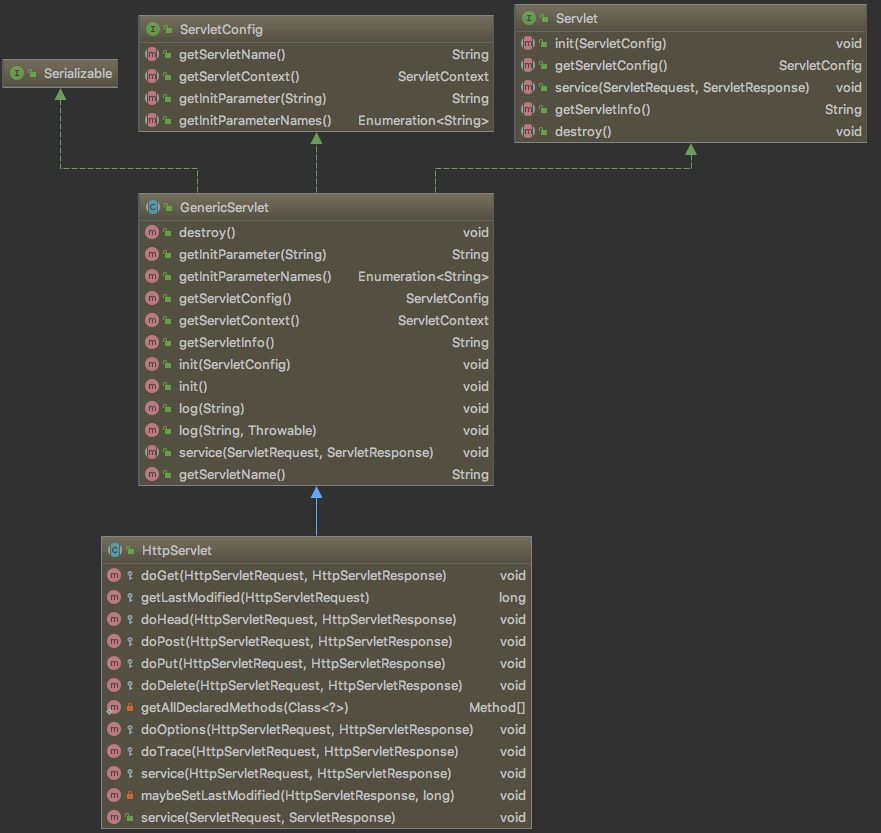 Serializable
ServletConfig
getServletName() String
getServletContext() ServletContext
getInitParameter(String) String
getInitParameterNames() Enumeration<String>
Servlet
init(ServletConfig) void
getServletConfig() ServletConfig
service(ServletRequest, ServletResponse) void
getServletInfo() String
destroy() void
GenericServlet
destroy() void
getInitParameter(String) String
getInitParameterNames() Enumeration<String>
getServletConfig() ServletConfig
getServletContext() ServletContext
getServletInfo() String
init(ServletConfig) void
init() void
log(String) void
log(String, Throwable) void
service(ServletRequest, ServletResponse) void
getServletName() String
HttpServlet
doGet(HttpServletRequest, HttpServletResponse) void
getLastModified(HttpServletRequest) long
doHead(HttpServletRequest, HttpServletResponse) void
doPost(HttpServletRequest, HttpServletResponse) void
doPut(HttpServletRequest, HttpServletResponse) void
doDelete(HttpServletRequest, HttpServletResponse) void
getAllDeclaredMethods(Class<?>) Method[]
doOptions(HttpServletRequest, HttpServletResponse) void
doTrace(HttpServletRequest, HttpServletResponse) void
service(HttpServletRequest, HttpServletResponse) void
maybeSetLastModified(HttpServletResponse, long) void
service(ServletRequest, ServletResponse) void